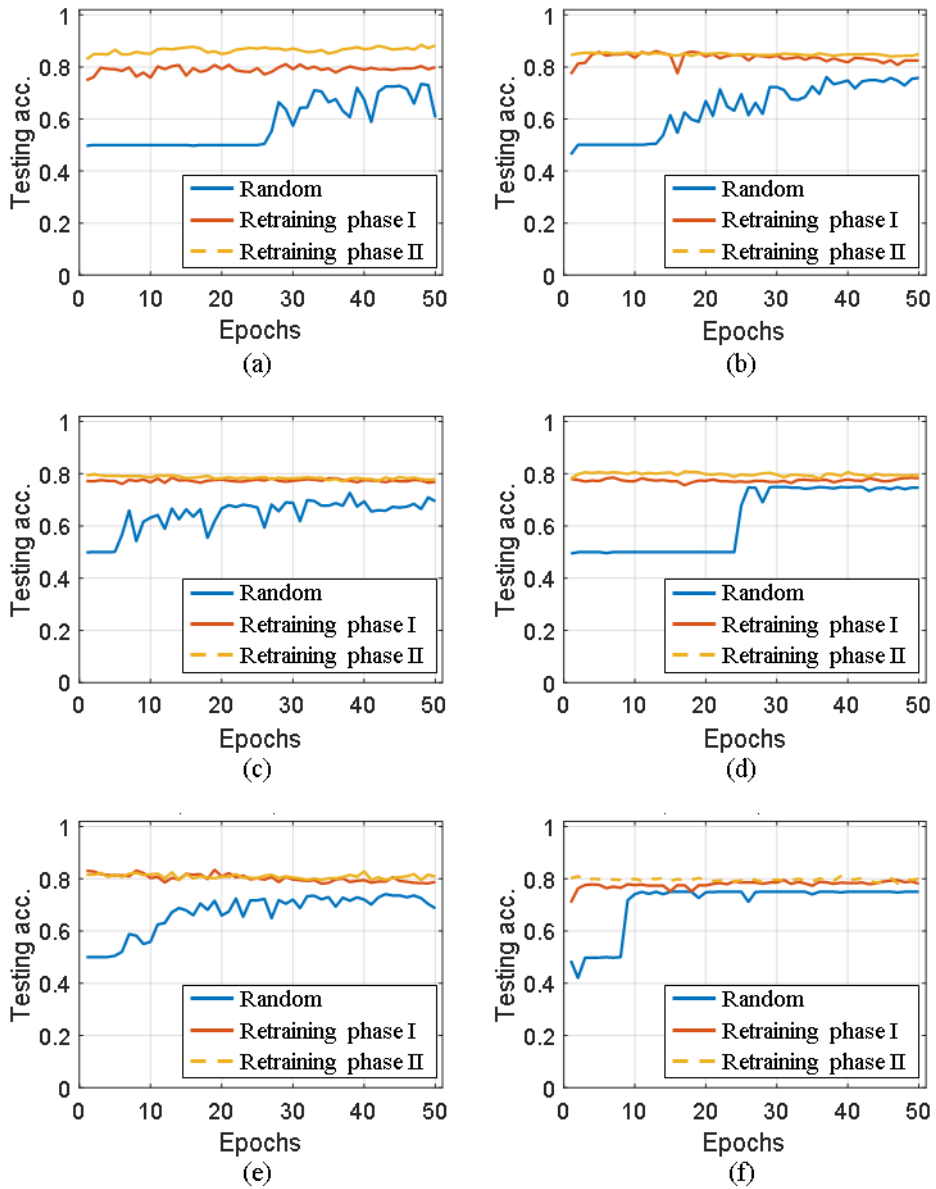 1
0.8
0.6
0.4
0.2
0
Testing acc.
Random
Retraining phase I
Retraining phase II
0 10 20 30 40 50
Epochs
(a)
1
0.8
0.6
0.4
0.2
0
Testing acc.
Random
Retraining phase I
Retraining phase II
0 10 20 30 40 50
Epochs
(b)
1
0.8
0.6
0.4
0.2
0
Testing acc.
Random
Retraining phase I
Retraining phase II
0 10 20 30 40 50
Epochs
(c)
1
0.8
0.6
0.4
0.2
0
Testing acc.
Random
Retraining phase I
Retraining phase II
0 10 20 30 40 50
Epochs
(d)
1
0.8
0.6
0.4
0.2
0
Testing acc.
Random
Retraining phase I
Retraining phase II
0 10 20 30 40 50
Epochs
(e)
1
0.8
0.6
0.4
0.2
0
Testing acc.
Random
Retraining phase I
Retraining phase II
0 10 20 30 40 50
Epochs
(f)